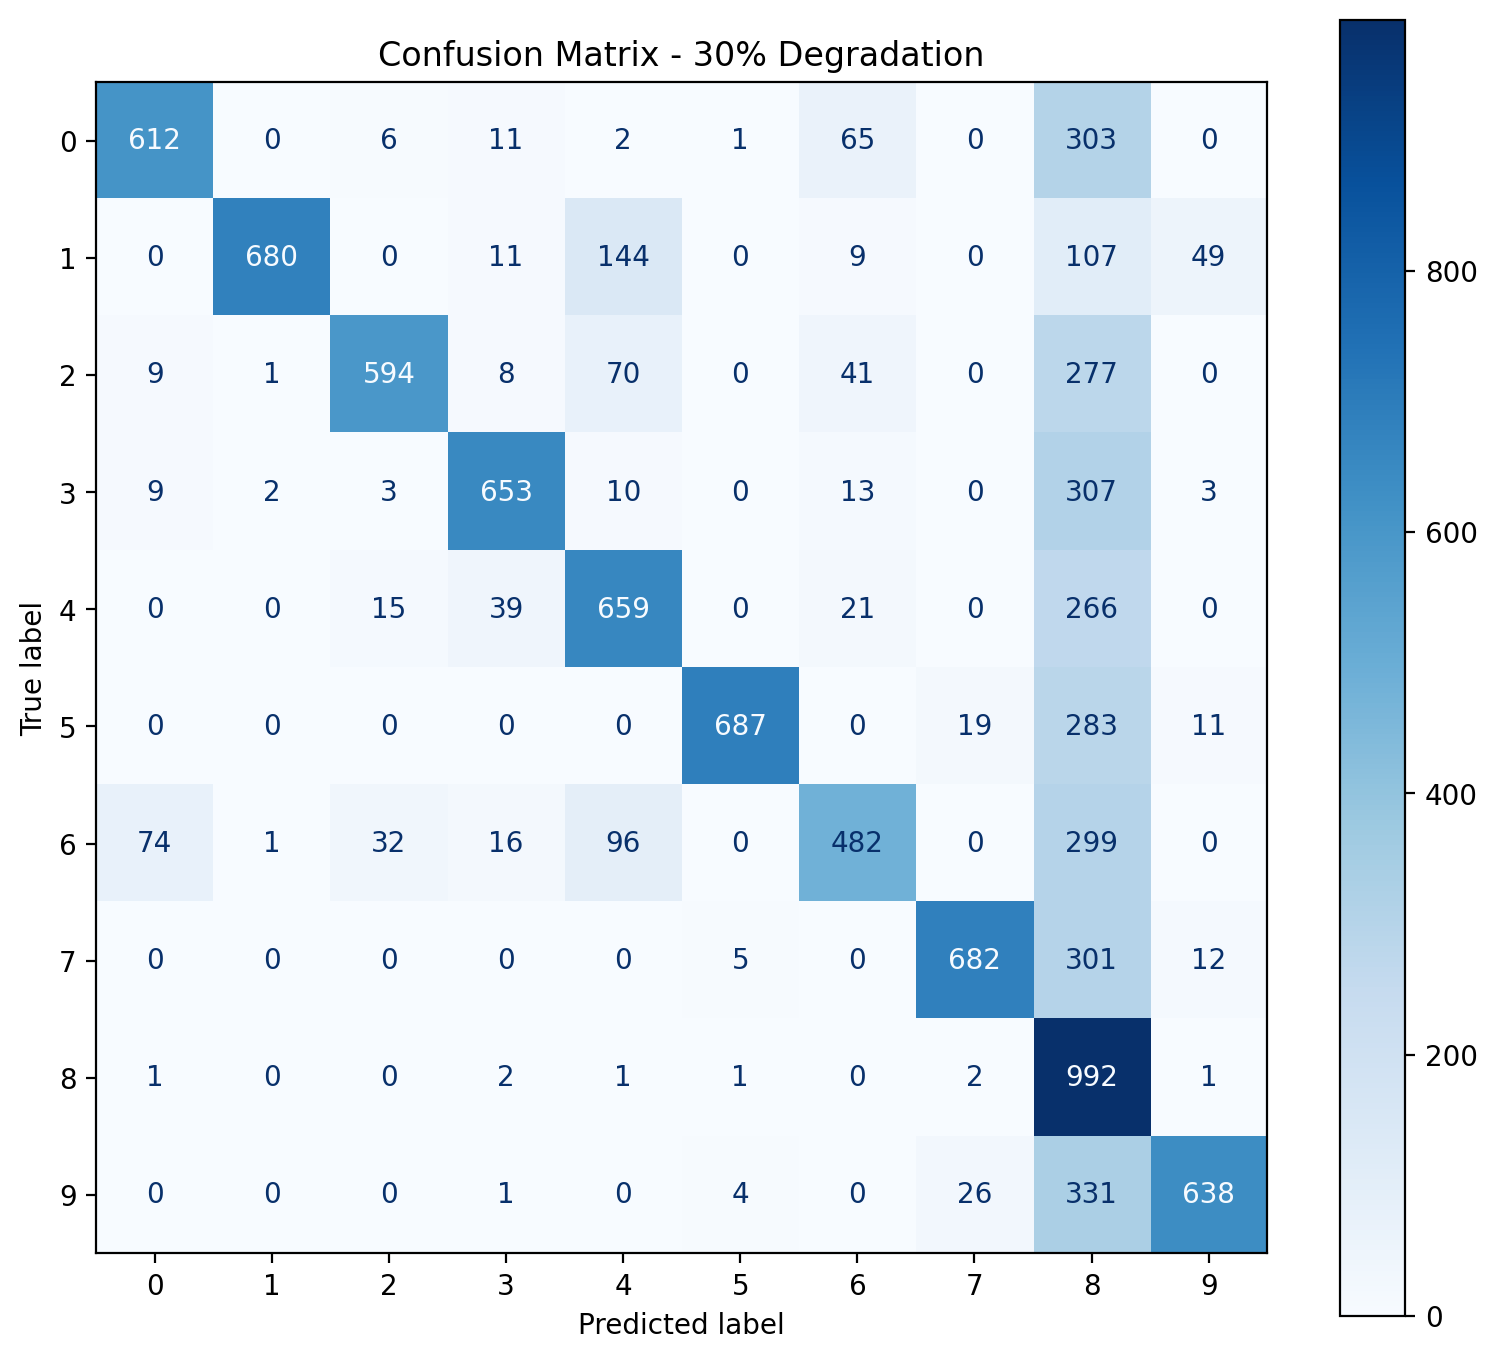 Confusion Matrix - 30% Degradation
0 612 0 6 11 2 1 65 0 303 0
1 0 680 0 11 144 0 9 0 107 49
2 9 1 594 8 70 0 41 0 277 0
3 9 2 3 653 10 0 13 0 307 3
4 0 0 15 39 659 0 21 0 266 0
5 0 0 0 0 0 687 0 19 283 11
6 74 1 32 16 96 0 482 0 299 0
7 0 0 0 0 0 5 0 682 301 12
8 1 0 0 2 1 1 0 2 992 1
9 0 0 0 1 0 4 0 26 331 638
0 1 2 3 4 5 6 7 8 9
True label
Predicted label
800
600
400
200
0